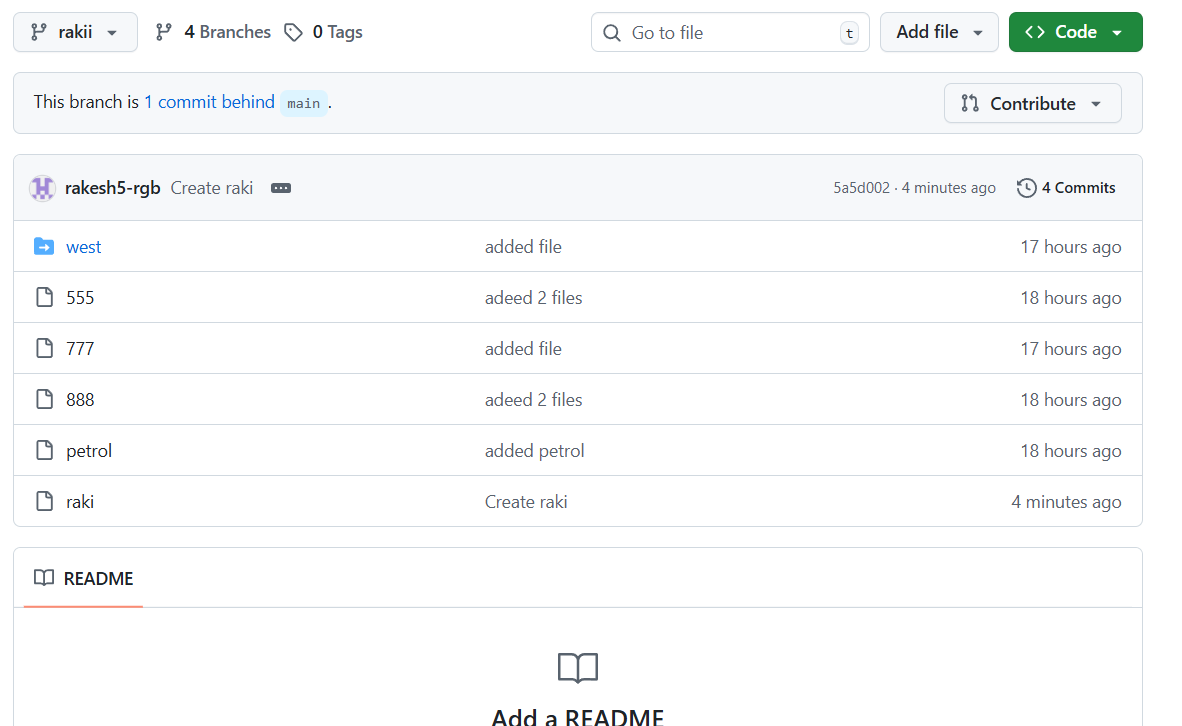 rakii 4 Branches 0 Tags Go to file t Add file Code
This branch is 1 commit behind main .
Contribute
rakesh5-rgb Create raki 5a5d002 · 4 minutes ago 4 Commits
west added file 17 hours ago
555 adeed 2 files 18 hours ago
777 added file 17 hours ago
888 adeed 2 files 18 hours ago
petrol added petrol 18 hours ago
raki Create raki 4 minutes ago
README
Add a README